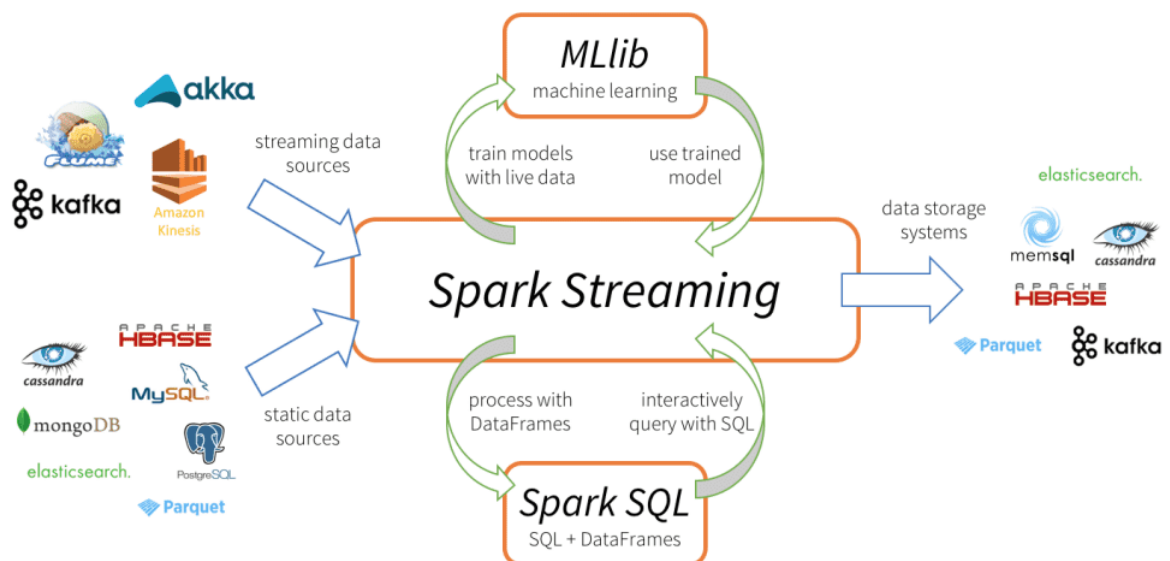 MLlib
machine learning
akka
FLUME
kafka
Amazon
Kinesis
streaming data
sources
train models
with live data
use trained
model
data storage
systems
elasticsearch.
memsql
cassandra
APACHE
HBASE
Parquet
kafka
Spark Streaming
APACHE
HBASE
cassandra
MySQL®
mongoDB
PostgreSQL
elasticsearch.
Parquet
static data
sources
process with
DataFrames
interactively
query with SQL
Spark SQL
SQL + DataFrames